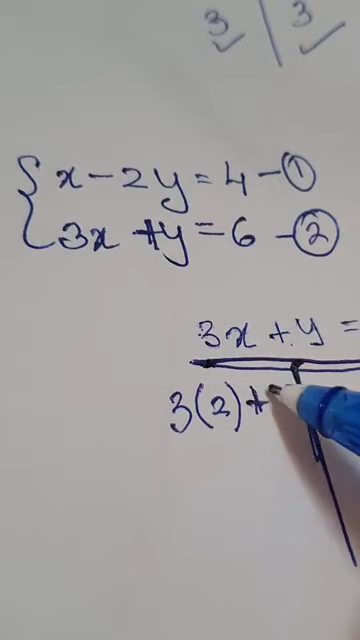 3 | 3
x - 2y = 4 - ①
3x + y = 6 - ②
3x + y =
3(2) +